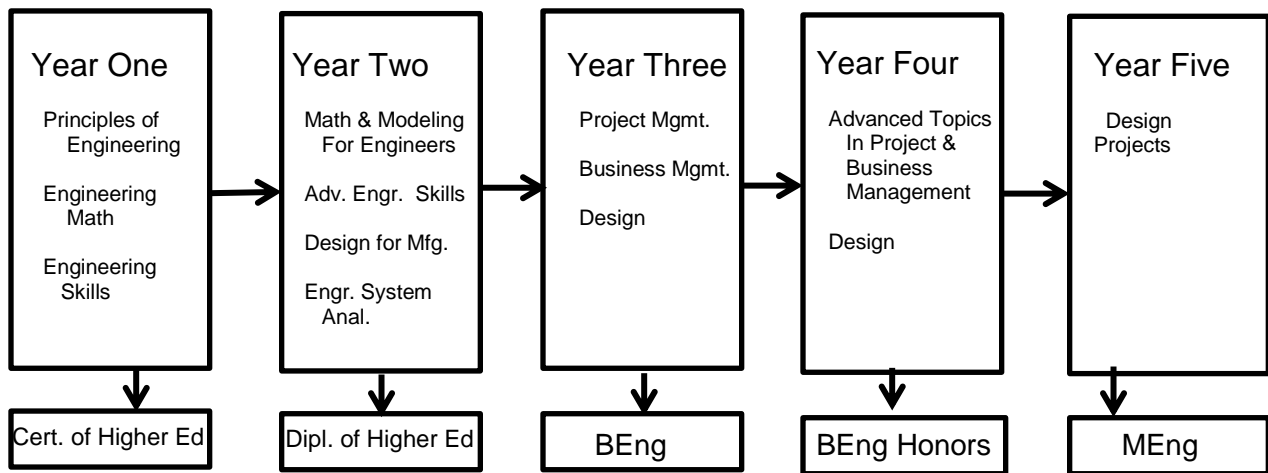 Year One
Principles of
Engineering
Engineering
Math
Engineering
Skills
Year Two
Math & Modeling
For Engineers
Adv. Engr. Skills
Design for Mfg.
Engr. System
Anal.
Year Three
Project Mgmt.
Business Mgmt.
Design
Year Four
Advanced Topics
In Project &
Business
Management
Design
Year Five
Design
Projects
Cert. of Higher Ed
Dipl. of Higher Ed
BEng
BEng Honors
MEng